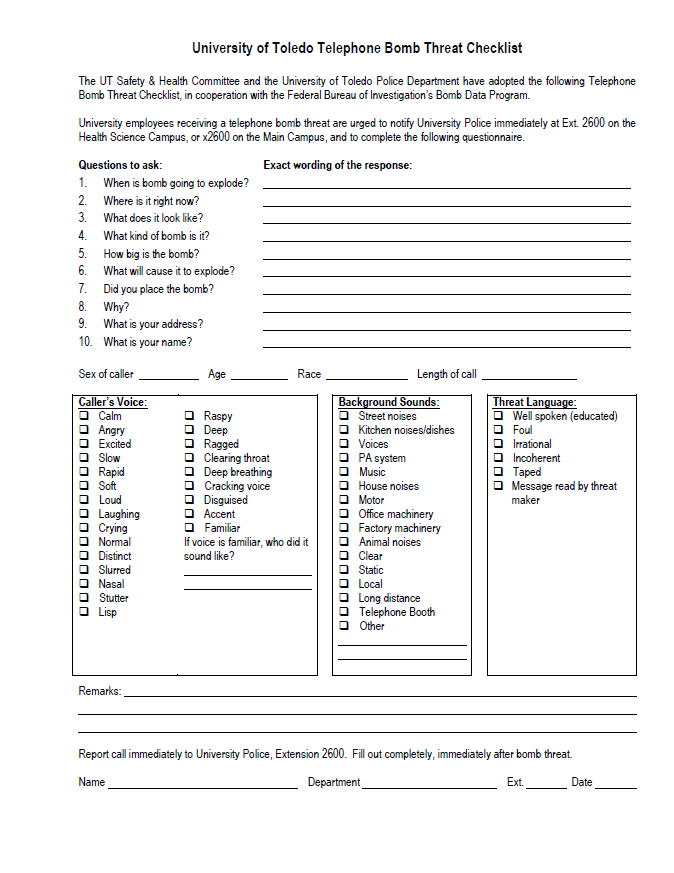 University of Toledo Telephone Bomb Threat Checklist
The UT Safety & Health Committee and the University of Toledo Police Department have adopted the following Telephone
Bomb Threat Checklist, in cooperation with the Federal Bureau of Investigation's Bomb Data Program.
University employees receiving a telephone bomb threat are urged to notify University Police immediately at Ext. 2600 on the
Health Science Campus, or x2600 on the Main Campus, and to complete the following questionnaire.
Questions to ask: Exact wording of the response:
1. When is bomb going to explode?
2. Where is it right now?
3. What does it look like?
4. What kind of bomb is it?
5. How big is the bomb?
6. What will cause it to explode?
7. Did you place the bomb?
8. Why?
9. What is your address?
10. What is your name?
Sex of caller Age Race Length of call
Caller's Voice:
Calm
Angry
Excited
Slow
Rapid
Soft
Loud
Laughing
Crying
Normal
Distinct
Slurred
Nasal
Stutter
Lisp
Raspy
Deep
Ragged
Clearing throat
Deep breathing
Cracking voice
Disguised
Accent
Familiar
If voice is familiar, who did it
sound like?
Background Sounds:
Street noises
Kitchen noises/dishes
Voices
PA system
Music
House noises
Motor
Office machinery
Factory machinery
Animal noises
Clear
Static
Local
Long distance
Telephone Booth
Other
Threat Language:
Well spoken (educated)
Foul
Irrational
Incoherent
Taped
Message read by threat
maker
Remarks:
Report call immediately to University Police, Extension 2600. Fill out completely, immediately after bomb threat.
Name Department Ext. Date